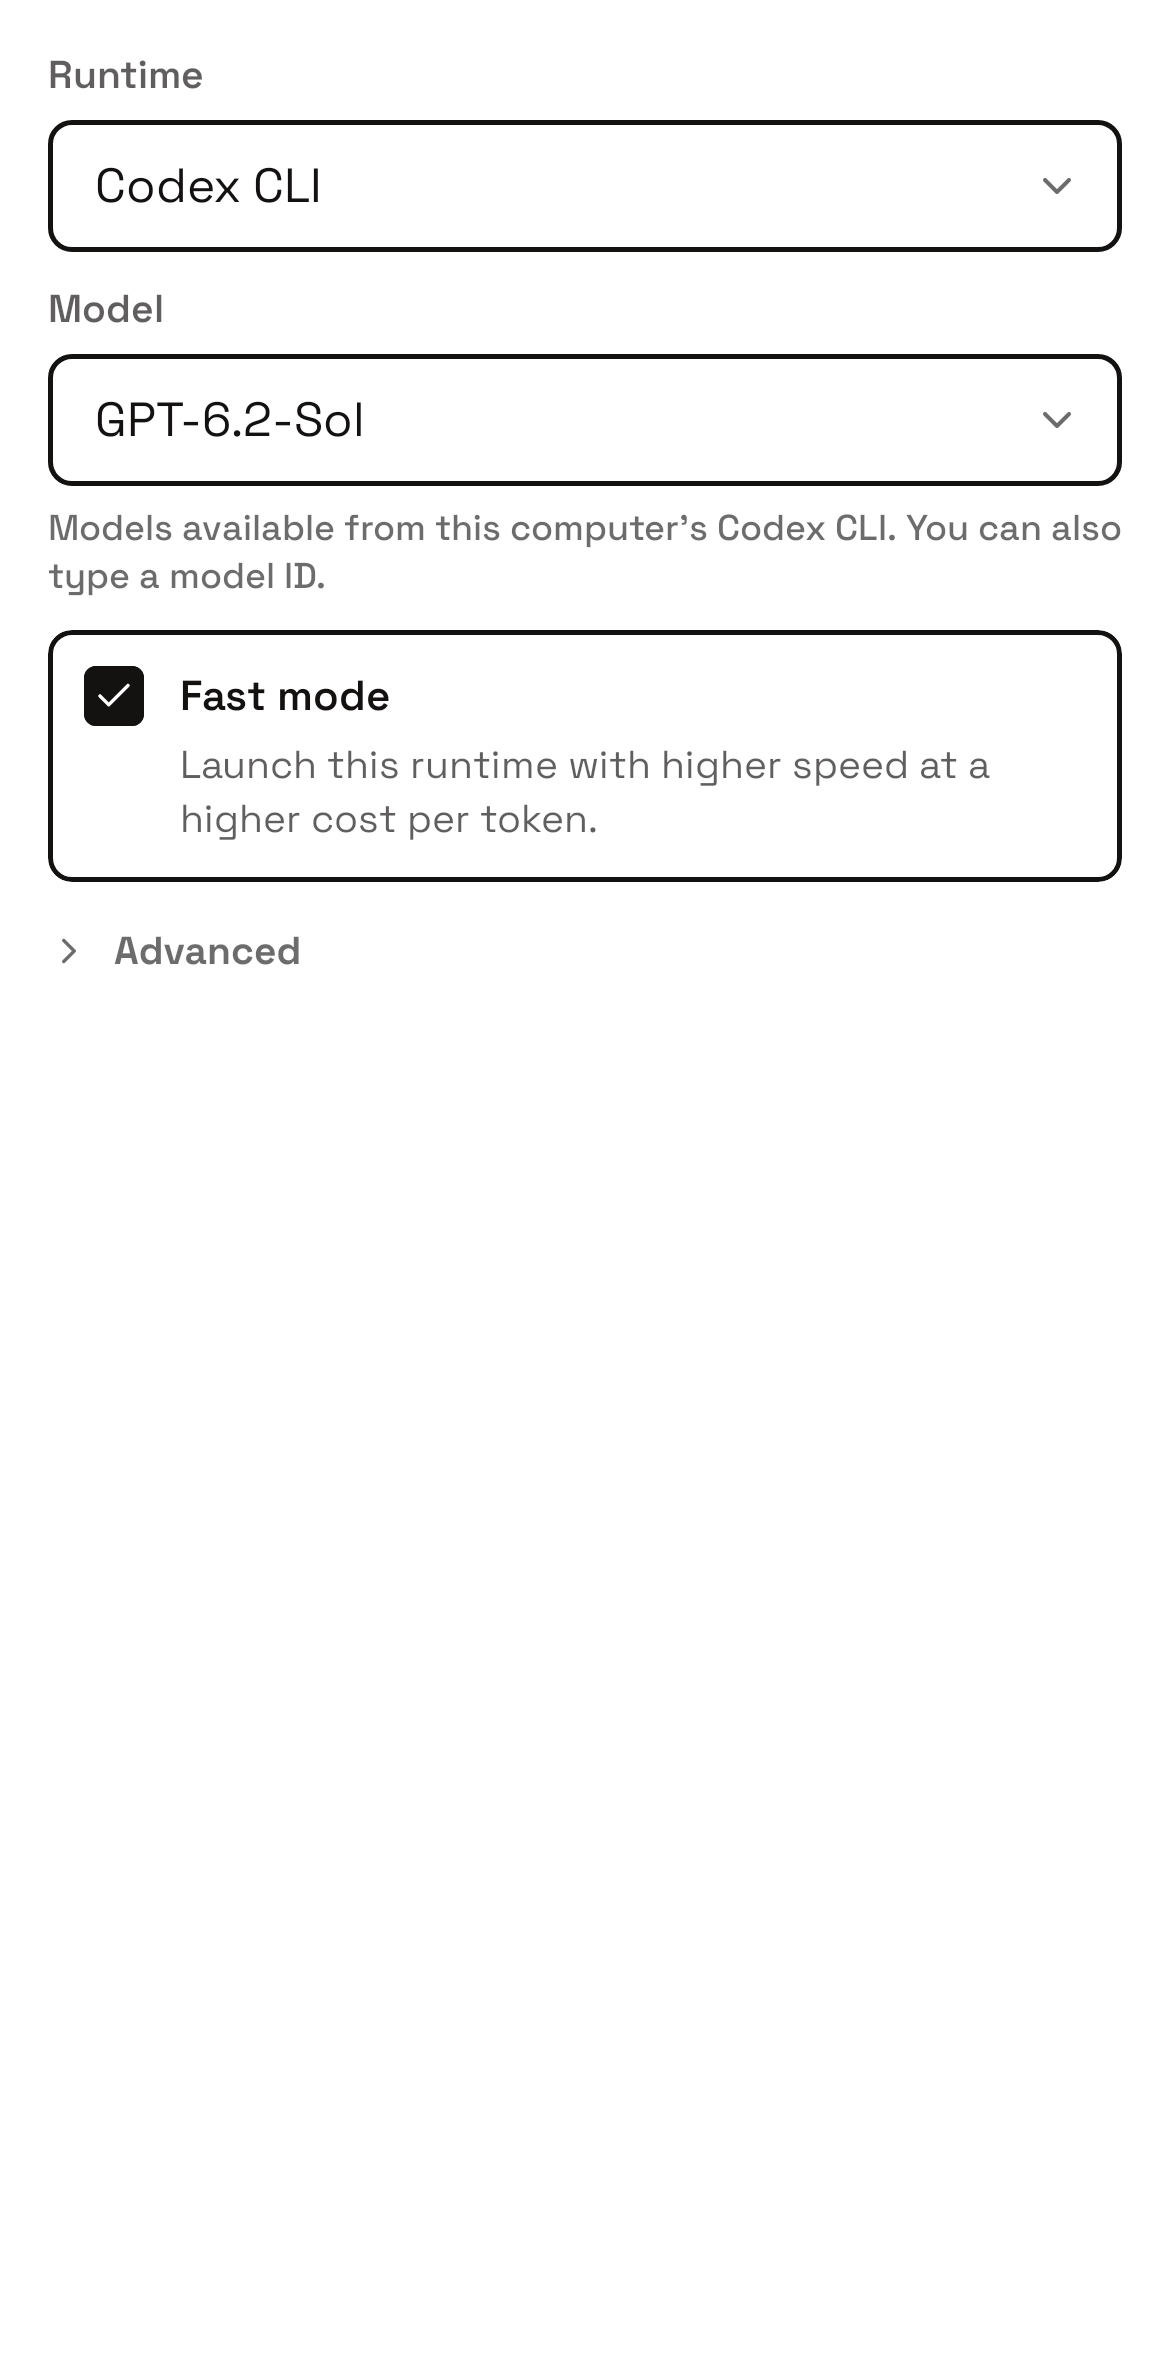 Runtime
Codex CLI
Model
GPT-6.2-Sol
Models available from this computer’s Codex CLI. You can also
type a model ID.
Fast mode
Launch this runtime with higher speed at a
higher cost per token.
Advanced